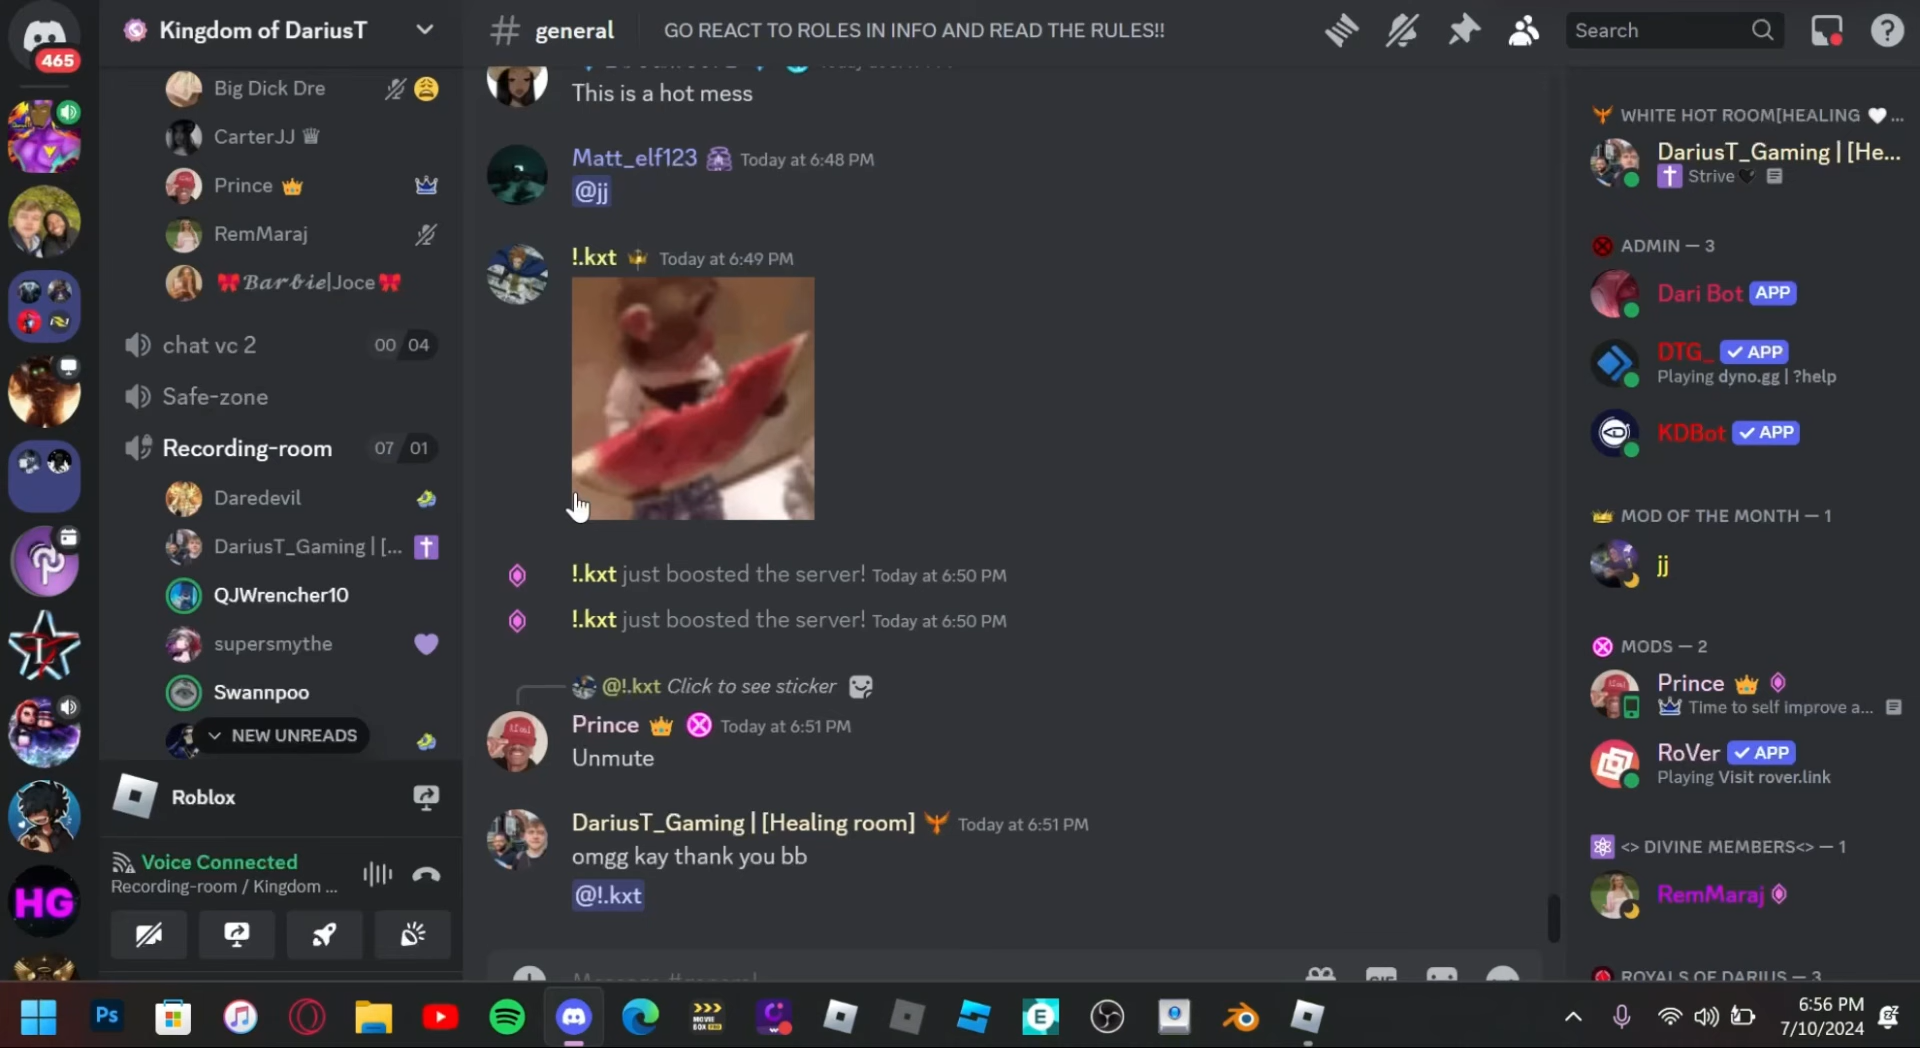 465
Kingdom of DariusT
# general
GO REACT TO ROLES IN INFO AND READ THE RULES!!
Search
Big Dick Dre
CarterJJ
Prince
RemMaraj
𝓑𝓪𝓻𝓫𝓲𝓮|Joce
chat vc 2 00 04
Safe-zone
Recording-room 07 01
Daredevil
DariusT_Gaming | [...
QJWrencher10
supersmythe
Swannpoo
NEW UNREADS
Roblox
Voice Connected
Recording-room / Kingdom ...
HG
This is a hot mess
Matt_elf123 Today at 6:48 PM
@jj
!.kxt Today at 6:49 PM
!.kxt just boosted the server! Today at 6:50 PM
!.kxt just boosted the server! Today at 6:50 PM
@!.kxt Click to see sticker
Prince Today at 6:51 PM
Unmute
DariusT_Gaming | [Healing room] Today at 6:51 PM
omgg kay thank you bb
@!.kxt
WHITE HOT ROOM[HEALING 🤍 ...
DariusT_Gaming | [He...
Strive🖤
ADMIN — 3
Dari Bot APP
DTG_ APP
Playing dyno.gg | ?help
KDBot APP
MOD OF THE MONTH — 1
jj
MODS — 2
Prince
Time to self improve a...
RoVer APP
Playing Visit rover.link
<> DIVINE MEMBERS<> — 1
RemMaraj
ROYALS OF DARIUS — 3
Ps
E
6:56 PM
7/10/2024